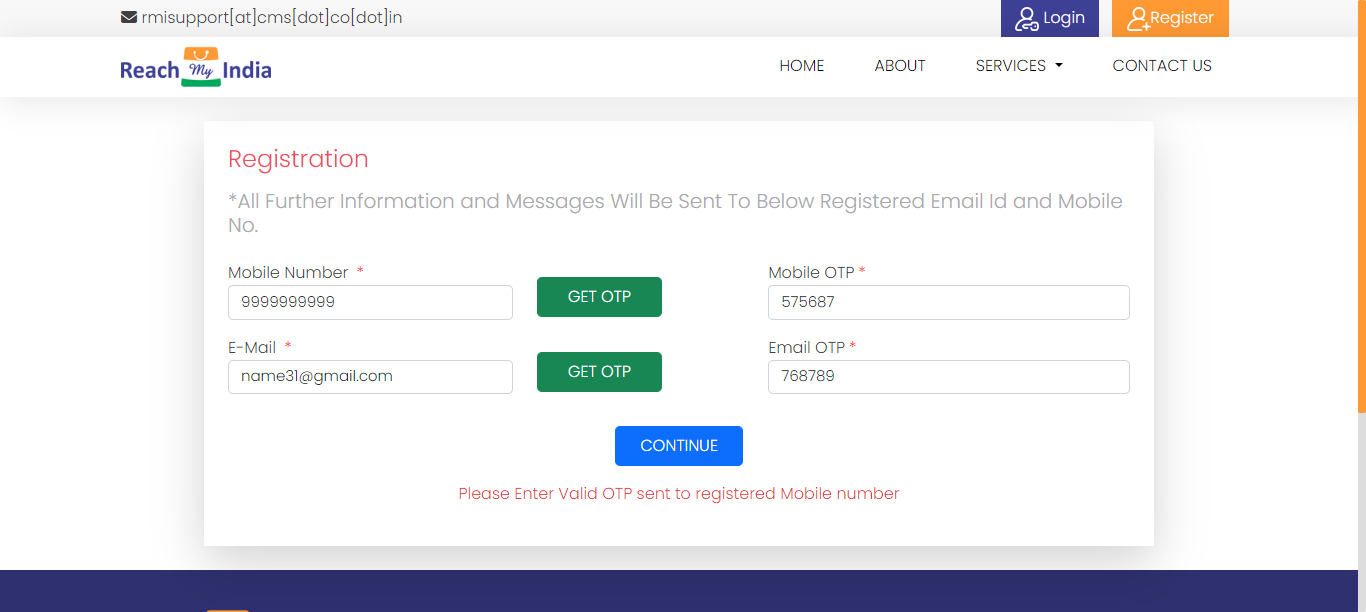 rmisupport[at]cms[dot]co[dot]in
Login
Register
Reach My India
HOME ABOUT SERVICES CONTACT US
Registration
*All Further Information and Messages Will Be Sent To Below Registered Email Id and Mobile
No.
Mobile Number * Mobile OTP *
9999999999 GET OTP 575687
E-Mail * Email OTP *
name31@gmail.com GET OTP 768789
CONTINUE
Please Enter Valid OTP sent to registered Mobile number